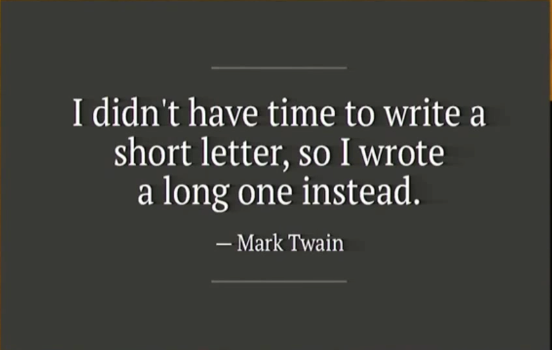 I didn't have time to write a
short letter, so I wrote
a long one instead.
— Mark Twain